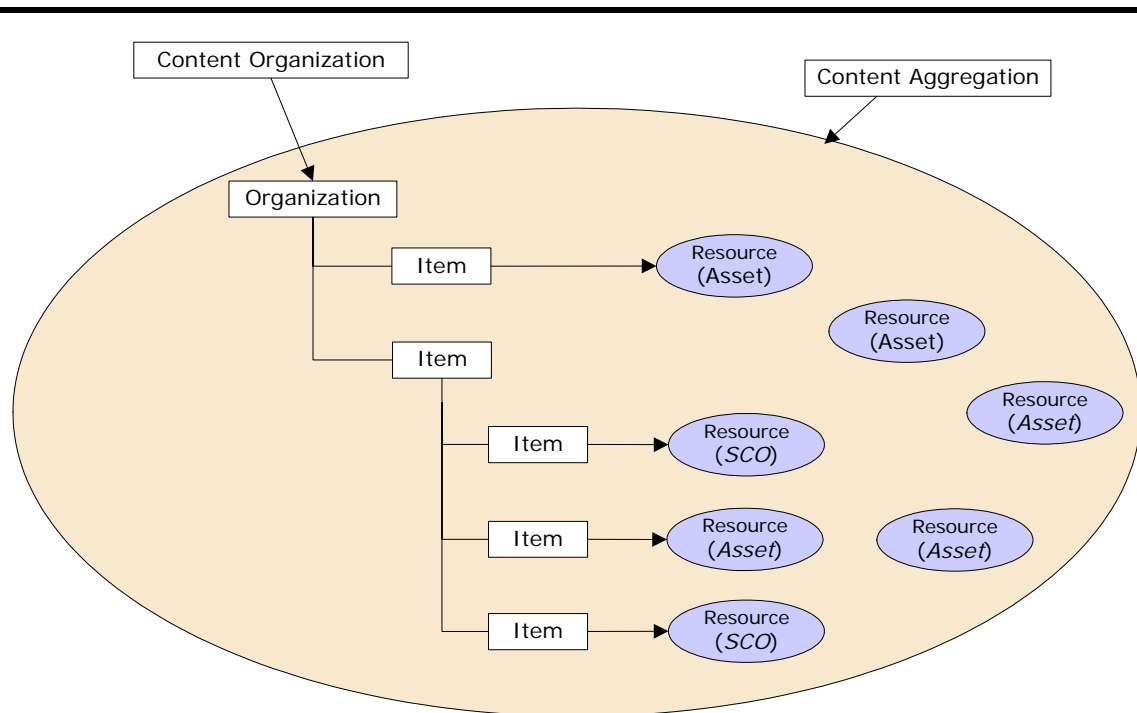 Content Organization
Content Aggregation
Organization
Item
Resource
(Asset)
Resource
(Asset)
Item
Resource
(Asset)
Item
Resource
(SCO)
Item
Resource
(Asset)
Resource
(Asset)
Item
Resource
(SCO)